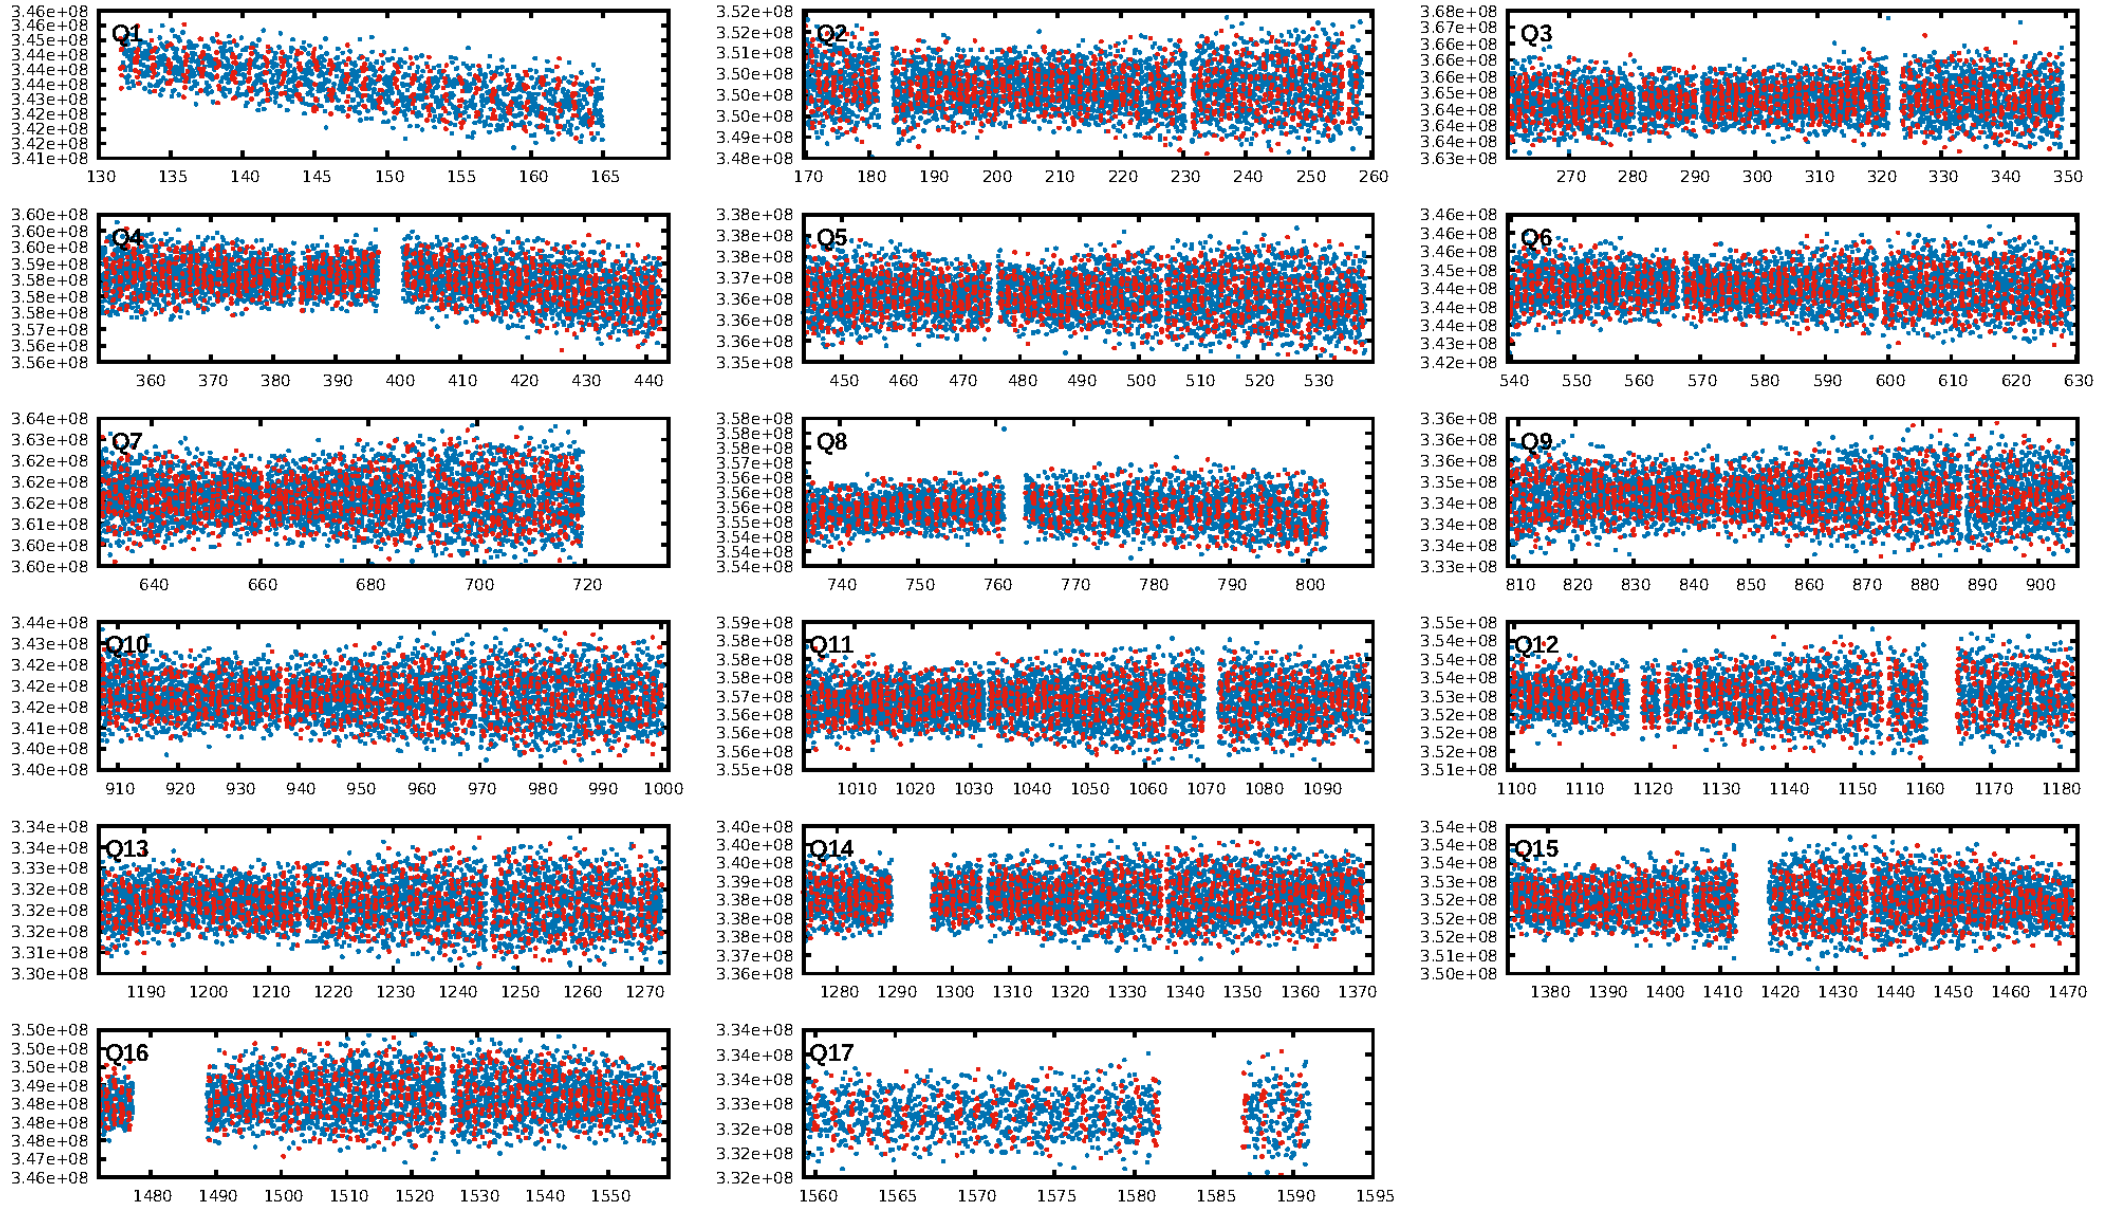 3.46e+08
3.46e+08
3.45e+08
3.44e+08
3.44e+08
3.44e+08
3.43e+08
3.42e+08
3.42e+08
3.42e+08
3.41e+08
Q1
130 135 140 145 150 155 160 165
3.52e+08
3.52e+08
3.51e+08
3.50e+08
3.50e+08
3.50e+08
3.49e+08
3.48e+08
Q2
170 180 190 200 210 220 230 240 250 260
3.68e+08
3.67e+08
3.66e+08
3.66e+08
3.66e+08
3.65e+08
3.64e+08
3.64e+08
3.64e+08
3.63e+08
Q3
270 280 290 300 310 320 330 340 350
3.60e+08
3.60e+08
3.60e+08
3.59e+08
3.58e+08
3.58e+08
3.58e+08
3.57e+08
3.56e+08
3.56e+08
Q4
360 370 380 390 400 410 420 430 440
3.38e+08
3.38e+08
3.38e+08
3.37e+08
3.36e+08
3.36e+08
3.36e+08
3.35e+08
Q5
450 460 470 480 490 500 510 520 530
3.46e+08
3.46e+08
3.46e+08
3.45e+08
3.44e+08
3.44e+08
3.44e+08
3.43e+08
3.42e+08
Q6
540 550 560 570 580 590 600 610 620 630
3.64e+08
3.63e+08
3.62e+08
3.62e+08
3.62e+08
3.61e+08
3.60e+08
3.60e+08
Q7
640 660 680 700 720
3.58e+08
3.58e+08
3.58e+08
3.57e+08
3.56e+08
3.56e+08
3.56e+08
3.55e+08
3.54e+08
3.54e+08
3.54e+08
Q8
740 750 760 770 780 790 800
3.36e+08
3.36e+08
3.36e+08
3.35e+08
3.34e+08
3.34e+08
3.34e+08
3.33e+08
Q9
810 820 830 840 850 860 870 880 890 900
3.44e+08
3.43e+08
3.42e+08
3.42e+08
3.42e+08
3.41e+08
3.40e+08
3.40e+08
Q10
910 920 930 940 950 960 970 980 990 1000
3.59e+08
3.58e+08
3.58e+08
3.58e+08
3.57e+08
3.56e+08
3.56e+08
3.56e+08
3.55e+08
Q11
1010 1020 1030 1040 1050 1060 1070 1080 1090
3.55e+08
3.54e+08
3.54e+08
3.54e+08
3.53e+08
3.52e+08
3.52e+08
3.52e+08
3.51e+08
Q12
1100 1110 1120 1130 1140 1150 1160 1170 1180
3.34e+08
3.34e+08
3.33e+08
3.32e+08
3.32e+08
3.32e+08
3.31e+08
3.30e+08
Q13
1190 1200 1210 1220 1230 1240 1250 1260 1270
3.40e+08
3.40e+08
3.40e+08
3.39e+08
3.38e+08
3.38e+08
3.38e+08
3.37e+08
3.36e+08
Q14
1280 1290 1300 1310 1320 1330 1340 1350 1360 1370
3.54e+08
3.54e+08
3.54e+08
3.53e+08
3.52e+08
3.52e+08
3.52e+08
3.51e+08
3.50e+08
Q15
1380 1390 1400 1410 1420 1430 1440 1450 1460 1470
3.50e+08
3.50e+08
3.50e+08
3.49e+08
3.48e+08
3.48e+08
3.48e+08
3.47e+08
3.46e+08
Q16
1480 1490 1500 1510 1520 1530 1540 1550
3.34e+08
3.34e+08
3.34e+08
3.33e+08
3.32e+08
3.32e+08
3.32e+08
Q17
1560 1565 1570 1575 1580 1585 1590 1595